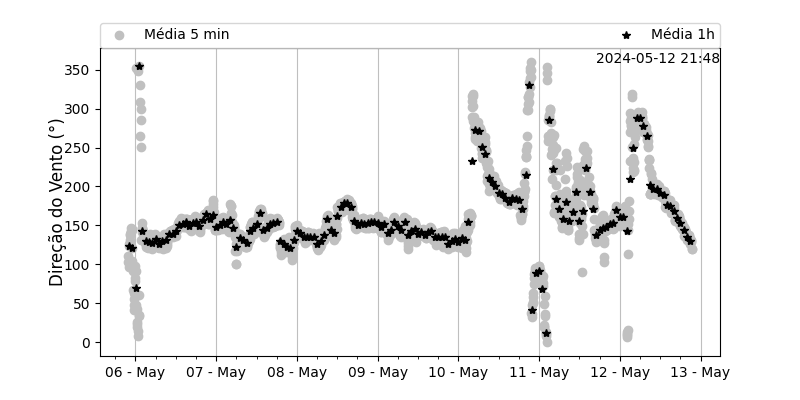 Média 5 min
Média 1h
2024-05-12 21:48
Direção do Vento (°)
350
300
250
200
150
100
50
0
06 - May
07 - May
08 - May
09 - May
10 - May
11 - May
12 - May
13 - May